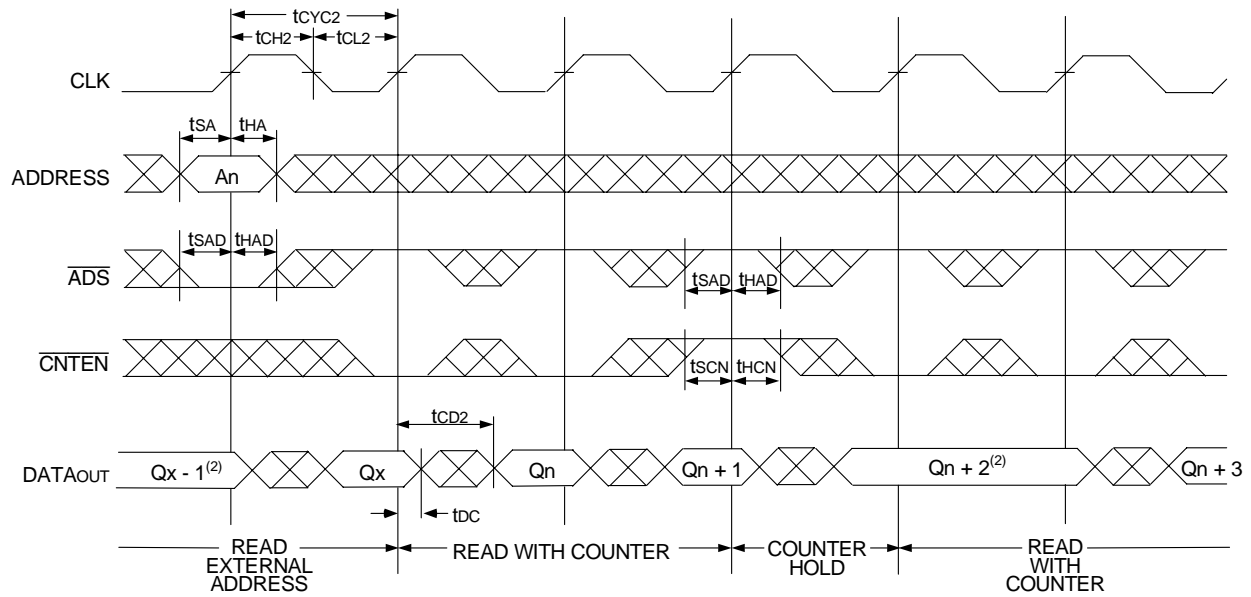 tCYC2
tCH2 tCL2
CLK
tSA tHA
ADDRESS An
tSAD tHAD
ADS
tSAD tHAD
CNTEN
tSCN tHCN
tCD2
DATAOUT Qx - 1(2) Qx Qn Qn + 1 Qn + 2(2) Qn + 3
tDC
READ EXTERNAL ADDRESS
READ WITH COUNTER
COUNTER HOLD
READ WITH COUNTER